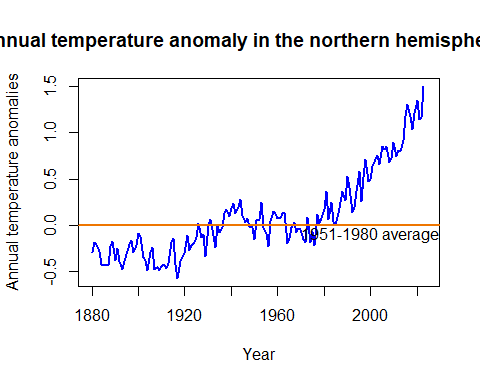 nnual temperature anomaly in the northern hemisphe
Annual temperature anomalies
1.5
1.0
0.5
0.0
-0.5
1951-1980 average
1880
1920
1960
2000
Year